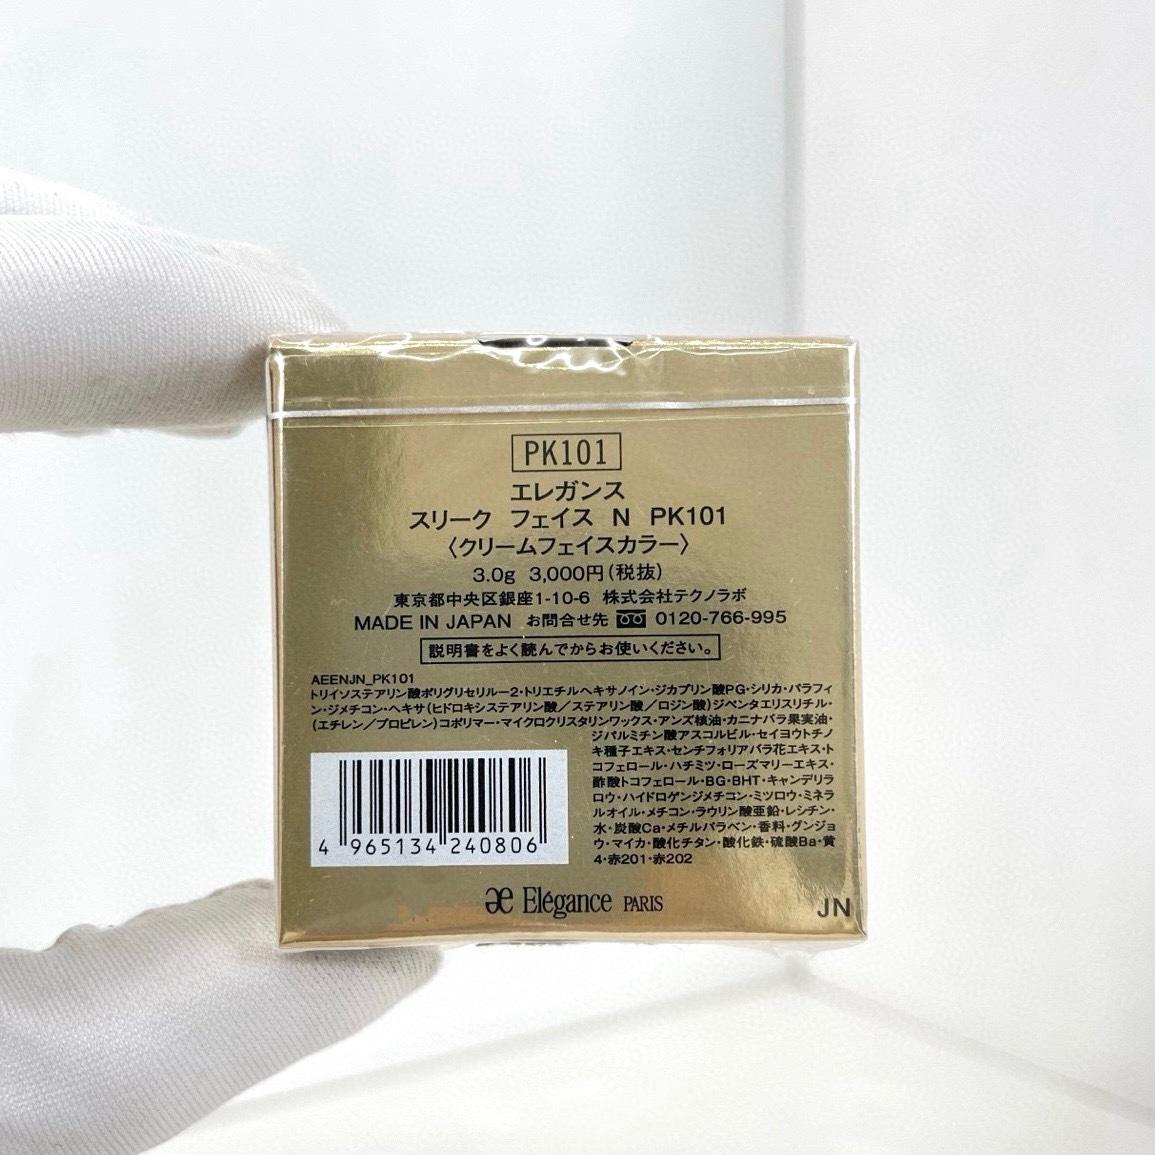 PK101
エレガンス
スリーク フェイス N PK101
〈クリームフェイスカラー〉
3.0g 3,000円(税抜)
東京都中央区銀座1-10-6 株式会社テクノラボ
MADE IN JAPAN お問合せ先 0120-766-995
説明書をよく読んでからお使いください。
AEENJN_PK101
トリイソステアリン酸ポリグリセリル-2・トリエチルヘキサノイン・ジカプリン酸PG・シリカ・パラフィ
ン・ジメチコン・ヘキサ(ヒドロキシステアリン酸/ステアリン酸/ロジン酸)ジペンタエリスリチル・
(エチレン/プロピレン)コポリマー・マイクロクリスタリンワックス・アンズ核油・カニナバラ果実油・
ジパルミチン酸アスコルビル・セイヨウトチノ
キ種子エキス・センチフォリアバラ花エキス・ト
コフェロール・ハチミツ・ローズマリーエキス・
酢酸トコフェロール・BG・BHT・キャンデリラ
ロウ・ハイドロゲンジメチコン・ミツロウ・ミネラ
ルオイル・メチコン・ラウリン酸亜鉛・レシチン・
水・炭酸Ca・メチルパラベン・香料・グンジョ
ウ・マイカ・酸化チタン・酸化鉄・硫酸Ba・黄
4・赤201・赤202
4 965134 240806
æ Elégance PARIS
JN